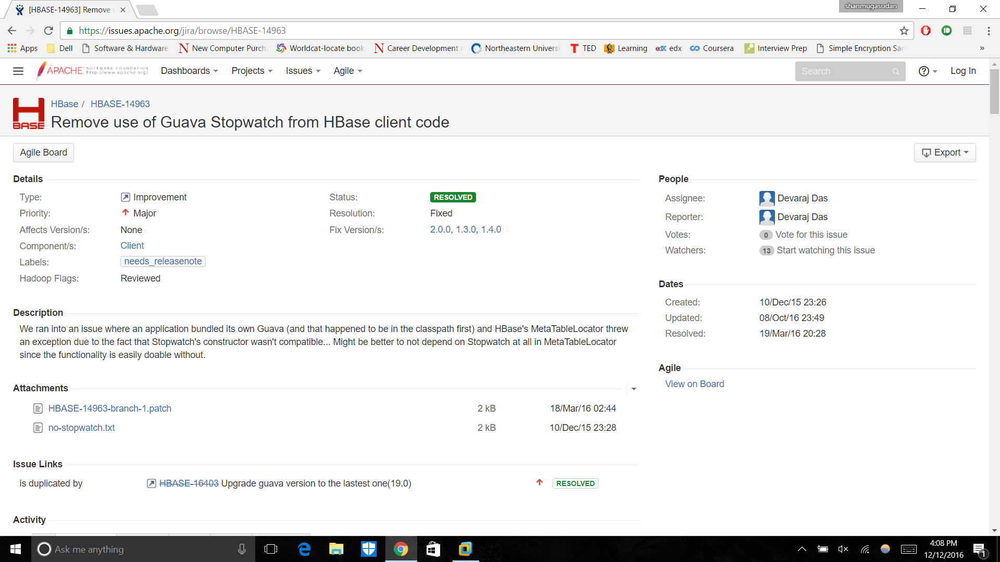 [HBASE-14963] Remove
shanmugasudan
https://issues.apache.org/jira/browse/HBASE-14963
Apps Dell Software & Hardware New Computer Purch Worldcat-locate book Career Development Northeastern Universi TED Learning edx edx Coursera Interview Prep Simple Encryption Sar »
THE APACHE SOFTWARE FOUNDATION http://www.apache.org/ Dashboards Projects Issues Agile Search Log In
HBASE
HBase / HBASE-14963
Remove use of Guava Stopwatch from HBase client code
Agile Board Export
Details
Type: Improvement Status: RESOLVED
Priority: Major Resolution: Fixed
Affects Version/s: None Fix Version/s: 2.0.0, 1.3.0, 1.4.0
Component/s: Client
Labels: needs_releasenote
Hadoop Flags: Reviewed
People
Assignee: Devaraj Das
Reporter: Devaraj Das
Votes: 0 Vote for this issue
Watchers: 13 Start watching this issue
Dates
Created: 10/Dec/15 23:26
Updated: 08/Oct/16 23:49
Resolved: 19/Mar/16 20:28
Agile
View on Board
Description
We ran into an issue where an application bundled its own Guava (and that happened to be in the classpath first) and HBase's MetaTableLocator threw
an exception due to the fact that Stopwatch's constructor wasn't compatible... Might be better to not depend on Stopwatch at all in MetaTableLocator
since the functionality is easily doable without.
Attachments
HBASE-14963-branch-1.patch 2 kB 18/Mar/16 02:44
no-stopwatch.txt 2 kB 10/Dec/15 23:28
Issue Links
is duplicated by HBASE-16403 Upgrade guava version to the lastest one(19.0) RESOLVED
Activity
Ask me anything
4:08 PM
12/12/2016
1